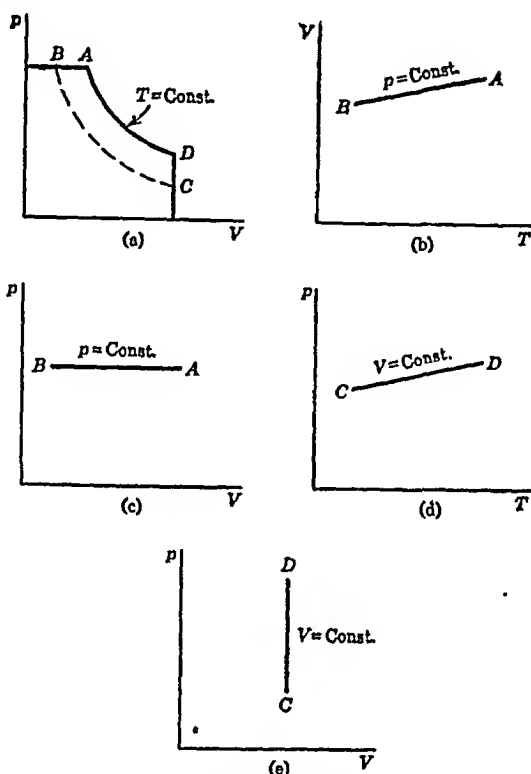 p
B A
T = Const.
D
C
V
(a)
V
p = Const.
A
B
T
(b)
p
p = Const.
B A
V
(c)
p
V = Const.
D
C
T
(d)
p
D
V = Const.
C
V
(e)